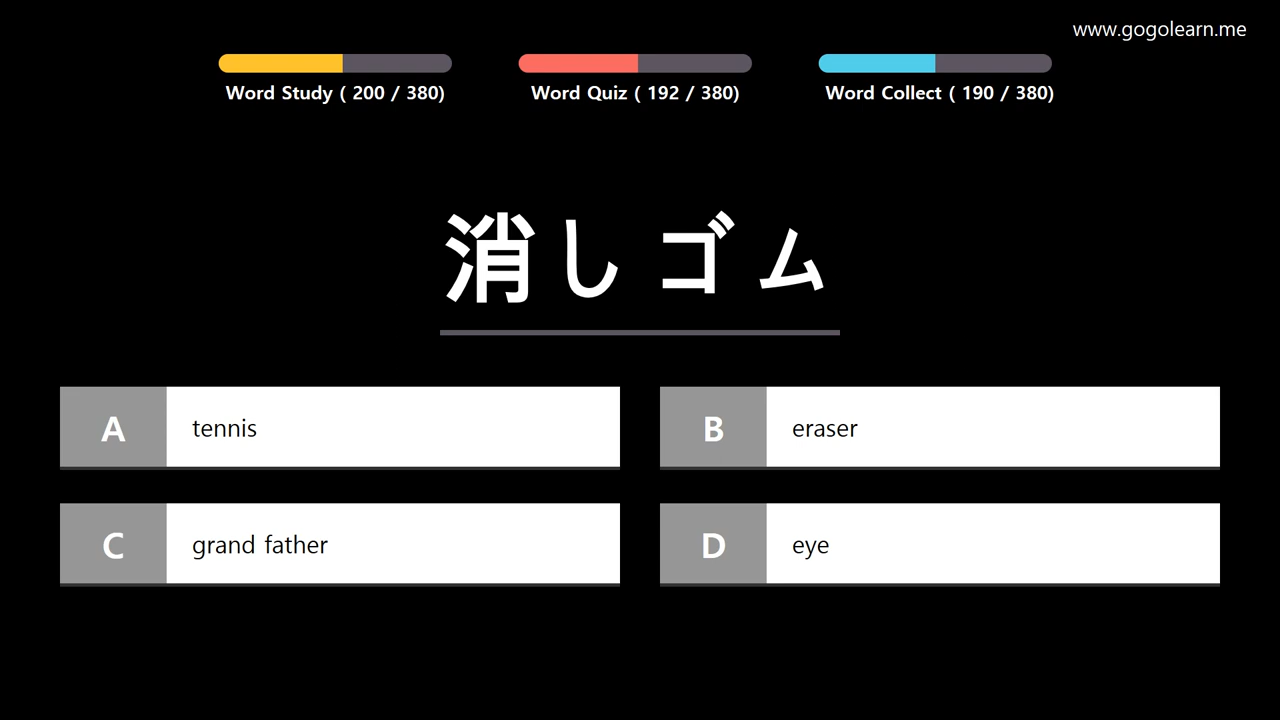 www.gogolearn.me
Word Study ( 200 / 380)
Word Quiz ( 192 / 380)
Word Collect ( 190 / 380)
消しゴム
A tennis
B eraser
C grand father
D eye